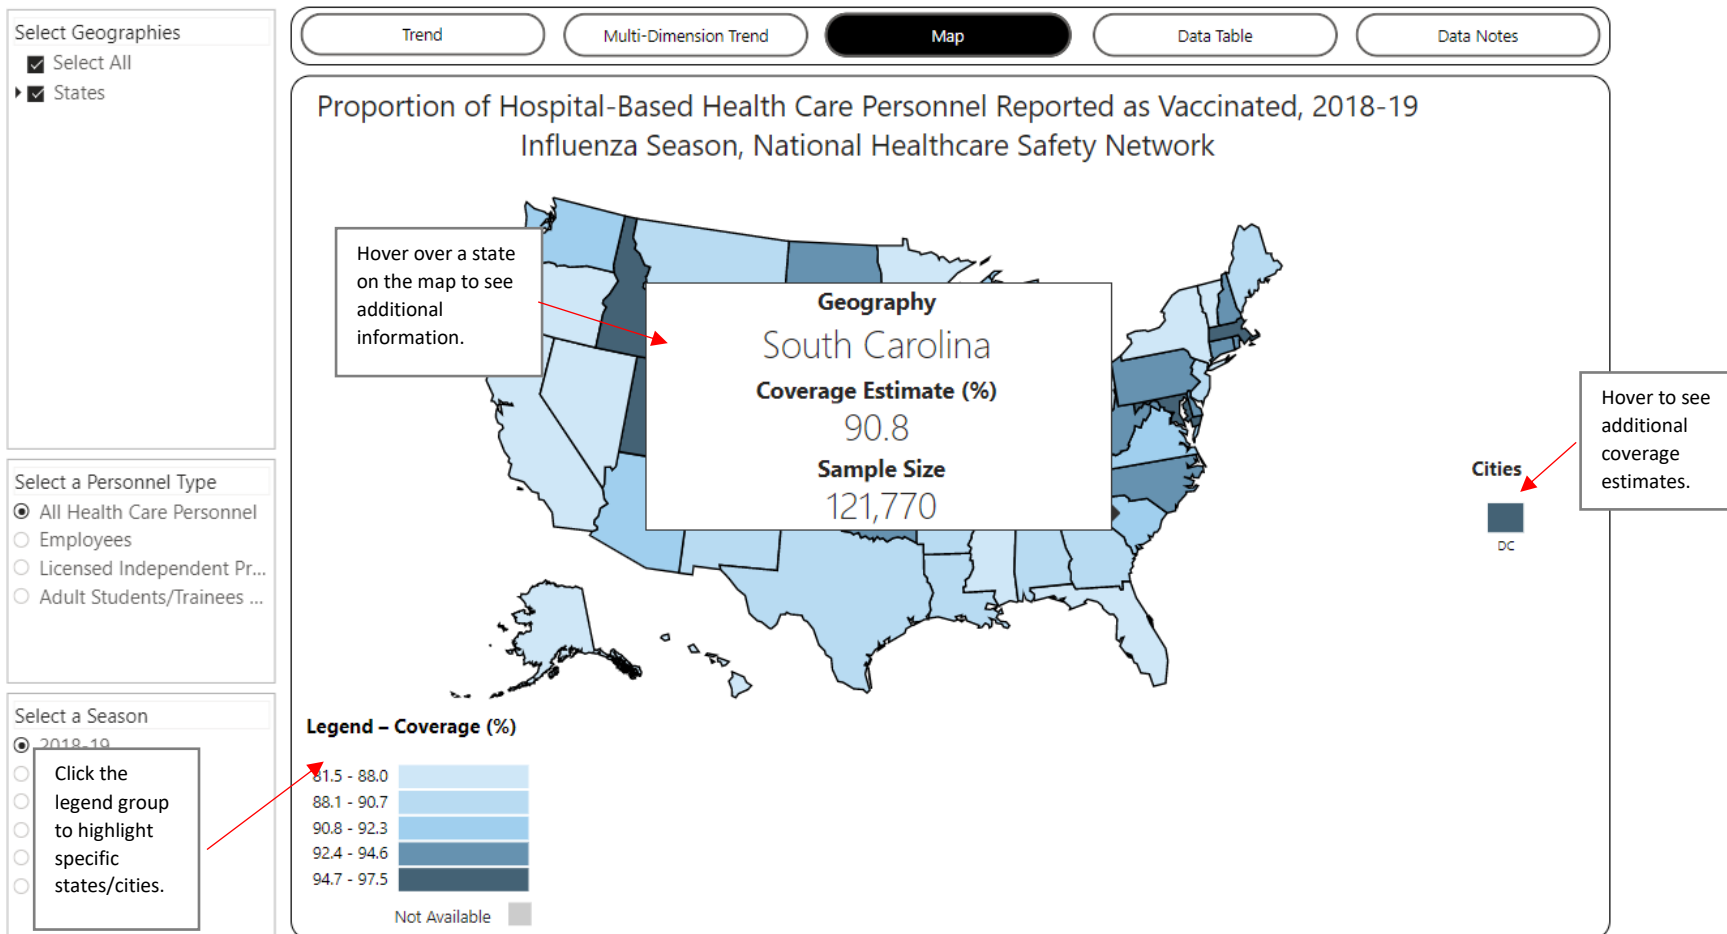 Select Geographies
Select All
States
Trend
Multi-Dimension Trend
Map
Data Table
Data Notes
Proportion of Hospital-Based Health Care Personnel Reported as Vaccinated, 2018-19
Influenza Season, National Healthcare Safety Network
Hover over a state
on the map to see
additional
information.
Geography
South Carolina
Coverage Estimate (%)
90.8
Sample Size
121,770
Hover to see
additional
coverage
estimates.
Cities
DC
Select a Personnel Type
All Health Care Personnel
Employees
Licensed Independent Pr...
Adult Students/Trainees ...
Select a Season
2018-19
Click the
legend group
to highlight
specific
states/cities.
Legend – Coverage (%)
81.5 - 88.0
88.1 - 90.7
90.8 - 92.3
92.4 - 94.6
94.7 - 97.5
Not Available